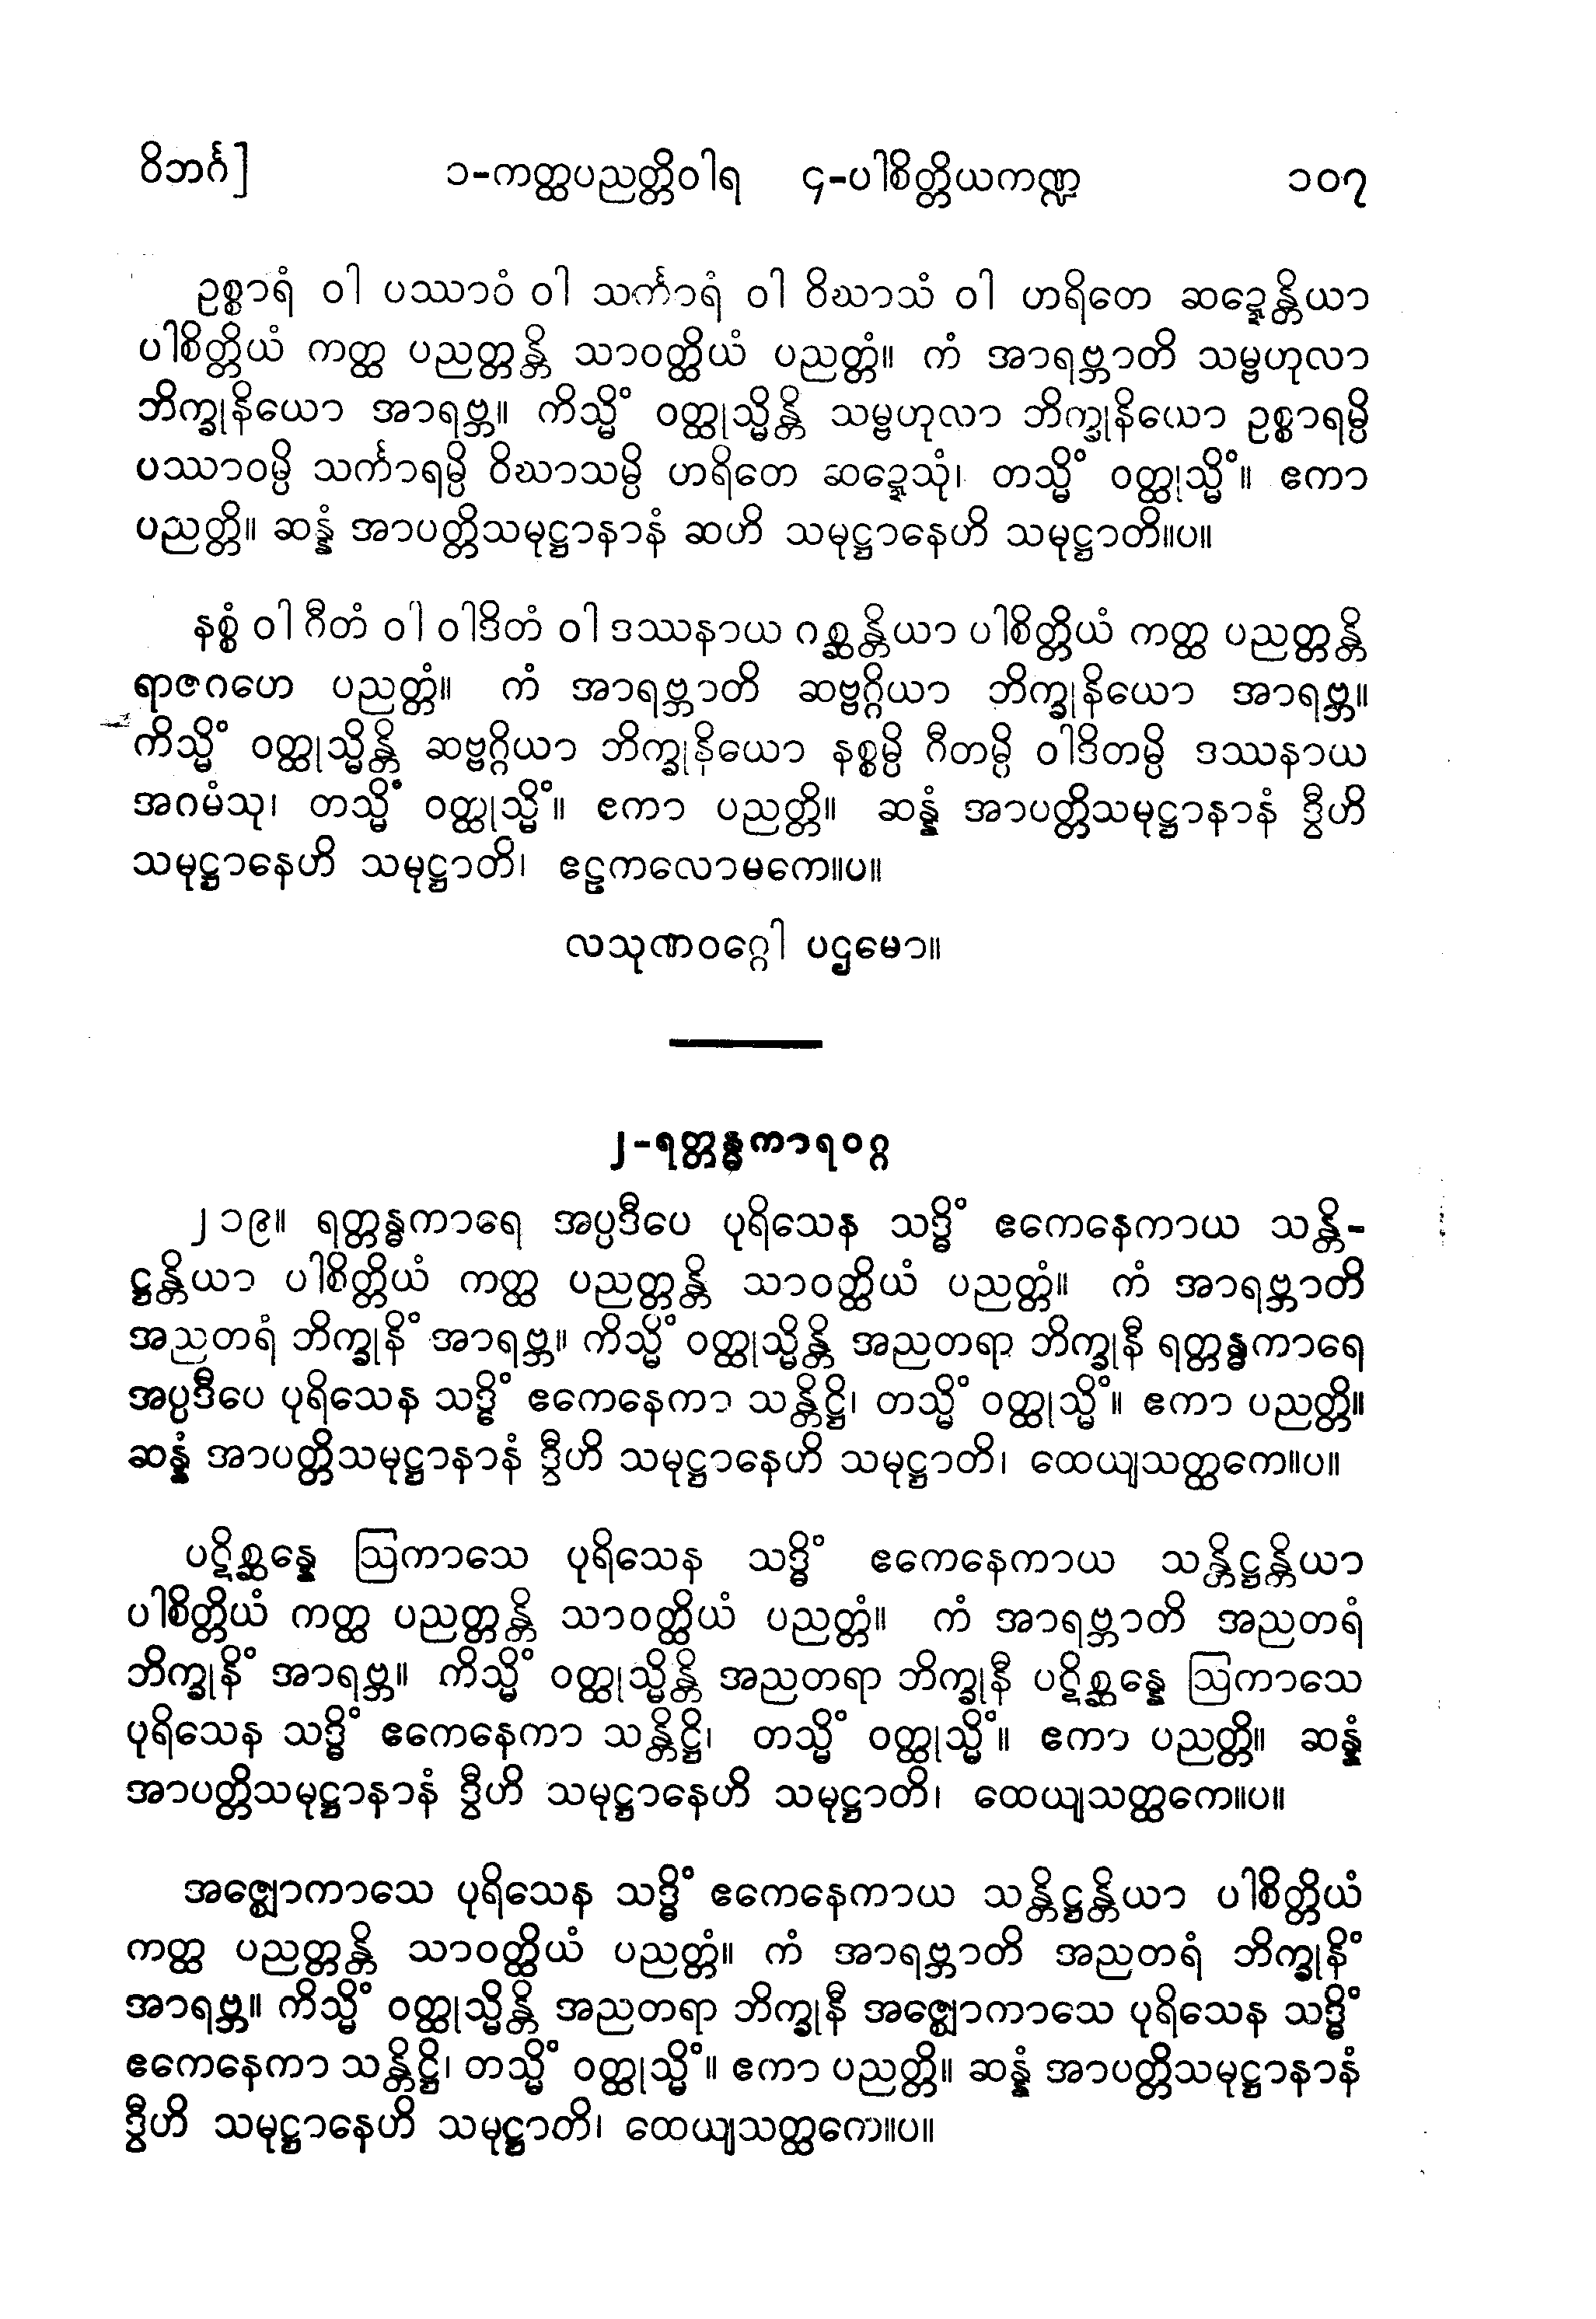 ဝိဘင်္ဂ] ၁-ကတ္ထပညတ္တိဝါရ ၄-ပါစိတ္တိယကဏ္ဍ ၁၀၇
ဥစ္စာရံ ဝါ ပဿာဝံ ဝါ သင်္ကာရံ ဝါ ဝိဃာသံ ဝါ ဟရိတေ ဆဍ္ဍေန္တိယာ
ပါစိတ္တိယံ ကတ္ထ ပညတ္တန္တိ သာဝတ္ထိယံ ပညတ္တံ။ ကံ အာရဗ္ဘာတိ သမ္ဗဟုလာ
ဘိက္ခုနိယော အာရဗ္ဘ။ ကိသ္မိံ ဝတ္ထုသ္မိန္တိ သမ္ဗဟုလာ ဘိက္ခုနိယော ဥစ္စာရမ္ပိ
ပဿာဝမ္ပိ သင်္ကာရမ္ပိ ဝိဃာသမ္ပိ ဟရိတေ ဆဍ္ဍေသုံ၊ တသ္မိံ ဝတ္ထုသ္မိံ။ ဧကာ
ပညတ္တိ။ ဆန္နံ အာပတ္တိသမုဋ္ဌာနာနံ ဆဟိ သမုဋ္ဌာနေဟိ သမုဋ္ဌာတိ။ပ။
နစ္စံ ဝါ ဂီတံ ဝါ ဝါဒိတံ ဝါ ဒဿနာယ ဂစ္ဆန္တိယာ ပါစိတ္တိယံ ကတ္ထ ပညတ္တန္တိ
ရာဇဂဟေ ပညတ္တံ။ ကံ အာရဗ္ဘာတိ ဆဗ္ဗဂ္ဂိယာ ဘိက္ခုနိယော အာရဗ္ဘ။
ကိသ္မိံ ဝတ္ထုသ္မိန္တိ ဆဗ္ဗဂ္ဂိယာ ဘိက္ခုနိယော နစ္စမ္ပိ ဂီတမ္ပိ ဝါဒိတမ္ပိ ဒဿနာယ
အဂမံသု၊ တသ္မိံ ဝတ္ထုသ္မိံ။ ဧကာ ပညတ္တိ။ ဆန္နံ အာပတ္တိသမုဋ္ဌာနာနံ ဒွီဟိ
သမုဋ္ဌာနေဟိ သမုဋ္ဌာတိ၊ ဧဠကလောမကေ။ပ။
လသုဏဝဂ္ဂေါ ပဌမော။
၂-ရတ္တန္ဓကာရဝဂ္ဂ
၂၁၉။ ရတ္တန္ဓကာရေ အပ္ပဒီပေ ပုရိသေန သဒ္ဓိံ ဧကေနေကာယ သန္တိ-
ဋ္ဌန္တိယာ ပါစိတ္တိယံ ကတ္ထ ပညတ္တန္တိ သာဝတ္ထိယံ ပညတ္တံ။ ကံ အာရဗ္ဘာတိ
အညတရံ ဘိက္ခုနိံ အာရဗ္ဘ။ ကိသ္မိံ ဝတ္ထုသ္မိန္တိ အညတရာ ဘိက္ခုနီ ရတ္တန္ဓကာရေ
အပ္ပဒီပေ ပုရိသေန သဒ္ဓိံ ဧကေနေကာ သန္တိဋ္ဌိ၊ တသ္မိံ ဝတ္ထုသ္မိံ။ ဧကာ ပညတ္တိ။
ဆန္နံ အာပတ္တိသမုဋ္ဌာနာနံ ဒွီဟိ သမုဋ္ဌာနေဟိ သမုဋ္ဌာတိ၊ ထေယျသတ္ထကေ။ပ။
ပဋိစ္ဆန္နေ ဩကာသေ ပုရိသေန သဒ္ဓိံ ဧကေနေကာယ သန္တိဋ္ဌန္တိယာ
ပါစိတ္တိယံ ကတ္ထ ပညတ္တန္တိ သာဝတ္ထိယံ ပညတ္တံ။ ကံ အာရဗ္ဘာတိ အညတရံ
ဘိက္ခုနိံ အာရဗ္ဘ။ ကိသ္မိံ ဝတ္ထုသ္မိန္တိ အညတရာ ဘိက္ခုနီ ပဋိစ္ဆန္နေ ဩကာသေ
ပုရိသေန သဒ္ဓိံ ဧကေနေကာ သန္တိဋ္ဌိ၊ တသ္မိံ ဝတ္ထုသ္မိံ။ ဧကာ ပညတ္တိ။ ဆန္နံ
အာပတ္တိသမုဋ္ဌာနာနံ ဒွီဟိ သမုဋ္ဌာနေဟိ သမုဋ္ဌာတိ၊ ထေယျသတ္ထကေ။ပ။
အဇ္ဈောကာသေ ပုရိသေန သဒ္ဓိံ ဧကေနေကာယ သန္တိဋ္ဌန္တိယာ ပါစိတ္တိယံ
ကတ္ထ ပညတ္တန္တိ သာဝတ္ထိယံ ပညတ္တံ။ ကံ အာရဗ္ဘာတိ အညတရံ ဘိက္ခုနိံ
အာရဗ္ဘ။ ကိသ္မိံ ဝတ္ထုသ္မိန္တိ အညတရာ ဘိက္ခုနီ အဇ္ဈောကာသေ ပုရိသေန သဒ္ဓိံ
ဧကေနေကာ သန္တိဋ္ဌိ၊ တသ္မိံ ဝတ္ထုသ္မိံ။ ဧကာ ပညတ္တိ။ ဆန္နံ အာပတ္တိသမုဋ္ဌာနာနံ
ဒွီဟိ သမုဋ္ဌာနေဟိ သမုဋ္ဌာတိ၊ ထေယျသတ္ထကေ။ပ။